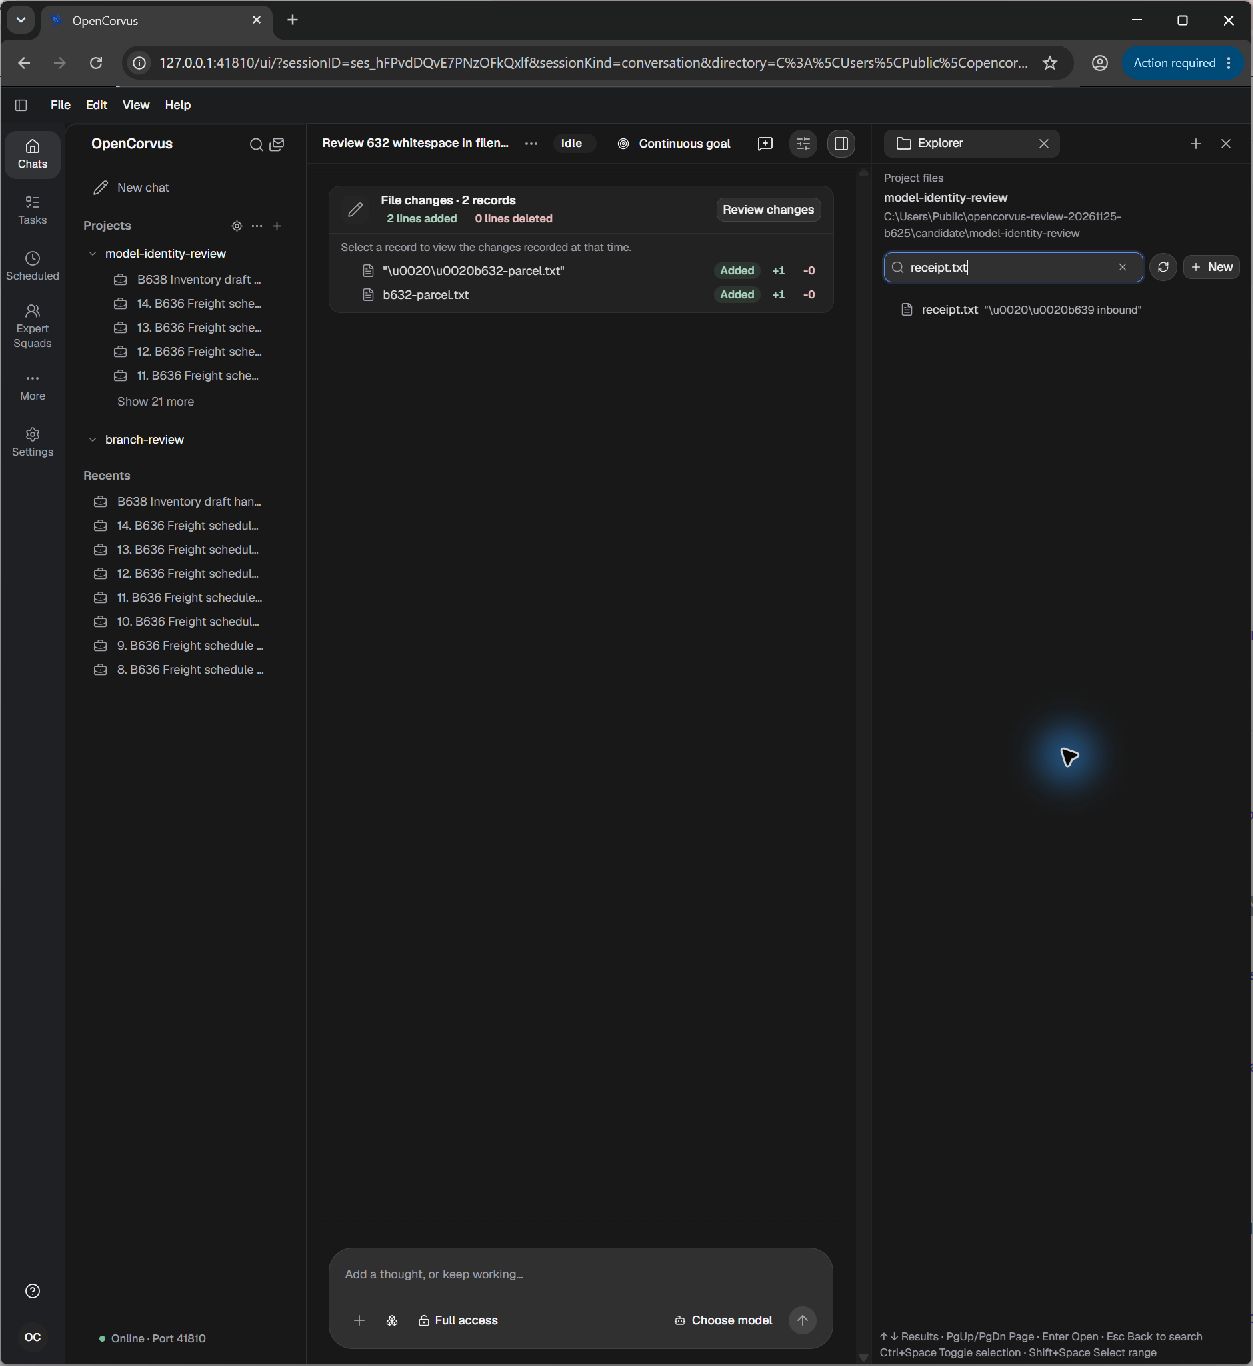 OpenCorvus
127.0.0.1:41810/ui/?sessionID=ses_hFPvdDQvE7PNzOFkQxlf&sessionKind=conversation&directory=C%3A%5CUsers%5CPublic%5Copencor...
Action required
File Edit View Help
Chats
Tasks
Scheduled
Expert
Squads
More
Settings
OC
OpenCorvus
New chat
Projects
model-identity-review
B638 Inventory draft ...
14. B636 Freight sche...
13. B636 Freight sche...
12. B636 Freight sche...
11. B636 Freight sche...
Show 21 more
branch-review
Recents
B638 Inventory draft han...
14. B636 Freight schedul...
13. B636 Freight schedul...
12. B636 Freight schedul...
11. B636 Freight schedule...
10. B636 Freight schedul...
9. B636 Freight schedule ...
8. B636 Freight schedule ...
Online · Port 41810
Review 632 whitespace in filen... ... Idle Continuous goal
File changes · 2 records
2 lines added 0 lines deleted
Review changes
Select a record to view the changes recorded at that time.
"\u0020\u0020b632-parcel.txt" Added +1 -0
b632-parcel.txt Added +1 -0
Add a thought, or keep working...
Full access Choose model
Explorer
Project files
model-identity-review
C:\Users\Public\opencorvus-review-20261125-
b625\candidate\model-identity-review
receipt.txt
New
receipt.txt "\u0020\u0020b639 inbound"
↑ ↓ Results · PgUp/PgDn Page · Enter Open · Esc Back to search
Ctrl+Space Toggle selection · Shift+Space Select range